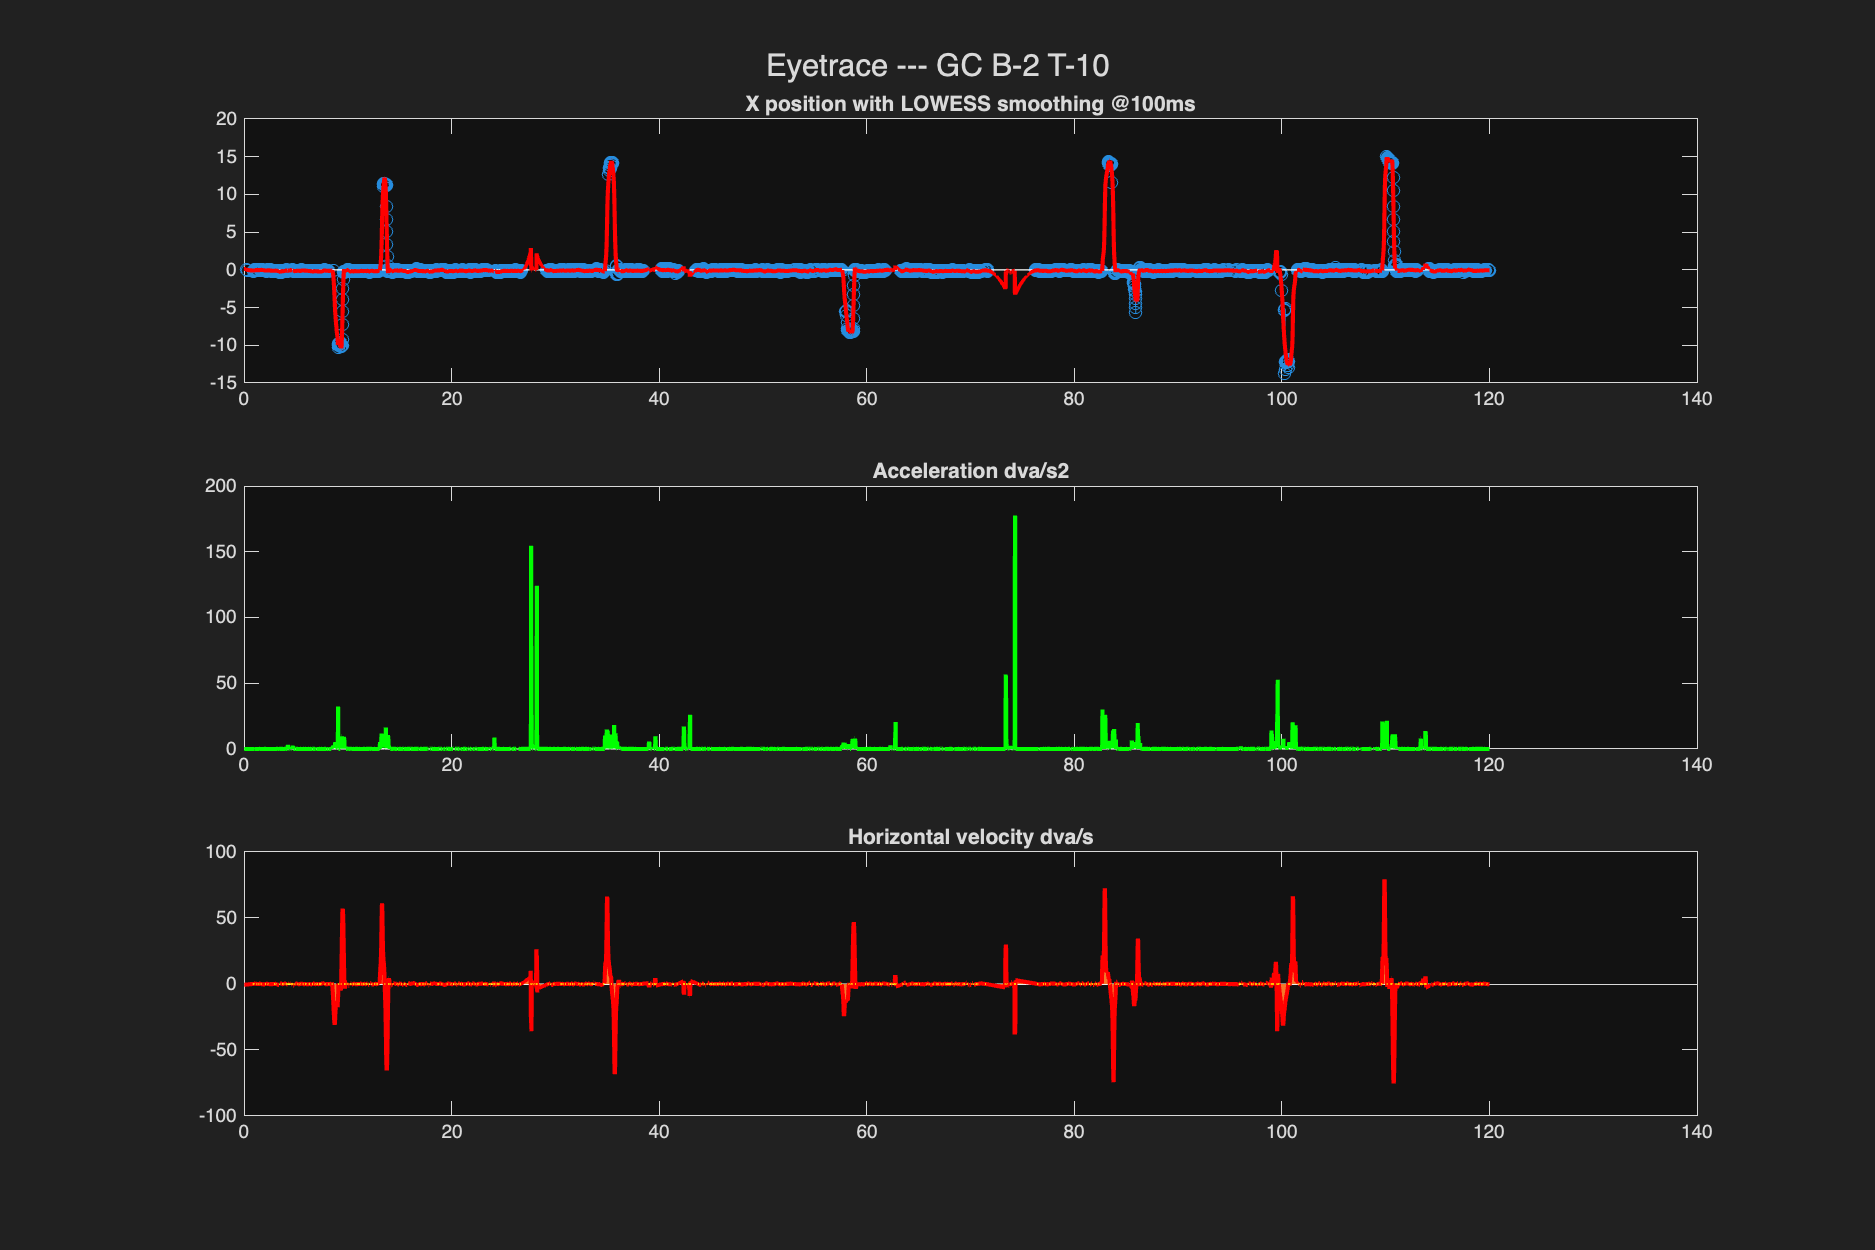 Eyetrace --- GC B-2 T-10
X position with LOWESS smoothing @100ms
20
15
10
5
0
-5
-10
-15
0 20 40 60 80 100 120 140
Acceleration dva/s2
200
150
100
50
0
0 20 40 60 80 100 120 140
Horizontal velocity dva/s
100
50
0
-50
-100
0 20 40 60 80 100 120 140